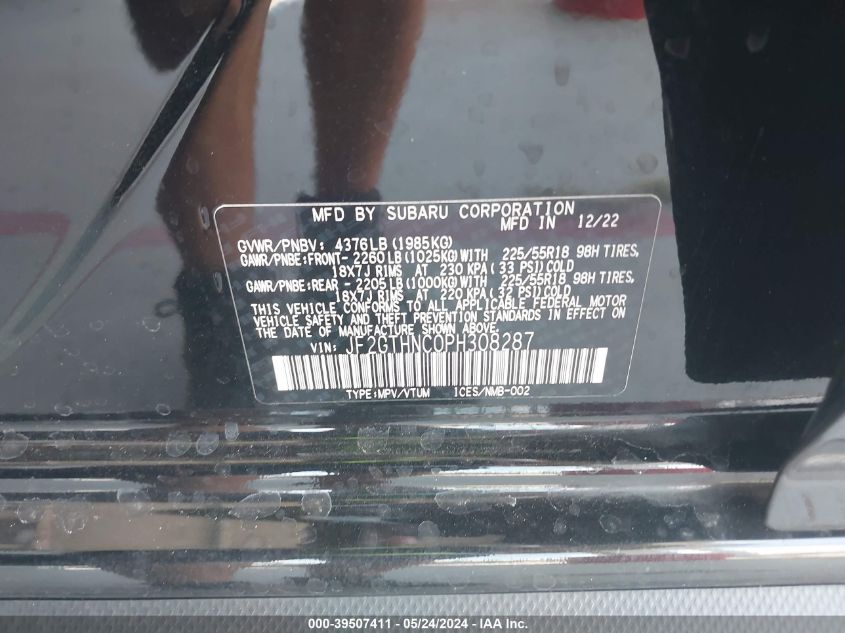 MFD BY SUBARU CORPORATION
MFD IN 12/22
GVWR/PNBV: 4376LB(1985KG)
GAWR/PNBE:FRONT- 2260LB(1025KG)WITH 225/55R18 98H TIRES,
18X7J RIMS AT 230 KPA(33 PSI)COLD
GAWR/PNBE:REAR - 2205LB(1000KG)WITH 225/55R18 98H TIRES,
18X7J RIMS AT 220 KPA(32 PSI)COLD
THIS VEHICLE CONFORMS TO ALL APPLICABLE FEDERAL MOTOR
VEHICLE SAFETY AND THEFT PREVENTION STANDARDS IN EFFECT ON
THE DATE OF MANUFACTURE SHOWN ABOVE.
VIN: JF2GTHNC0PH308287
TYPE:MPV/VTUM ICES/NMB-002
000-39507411 - 05/24/2024 - IAA Inc.